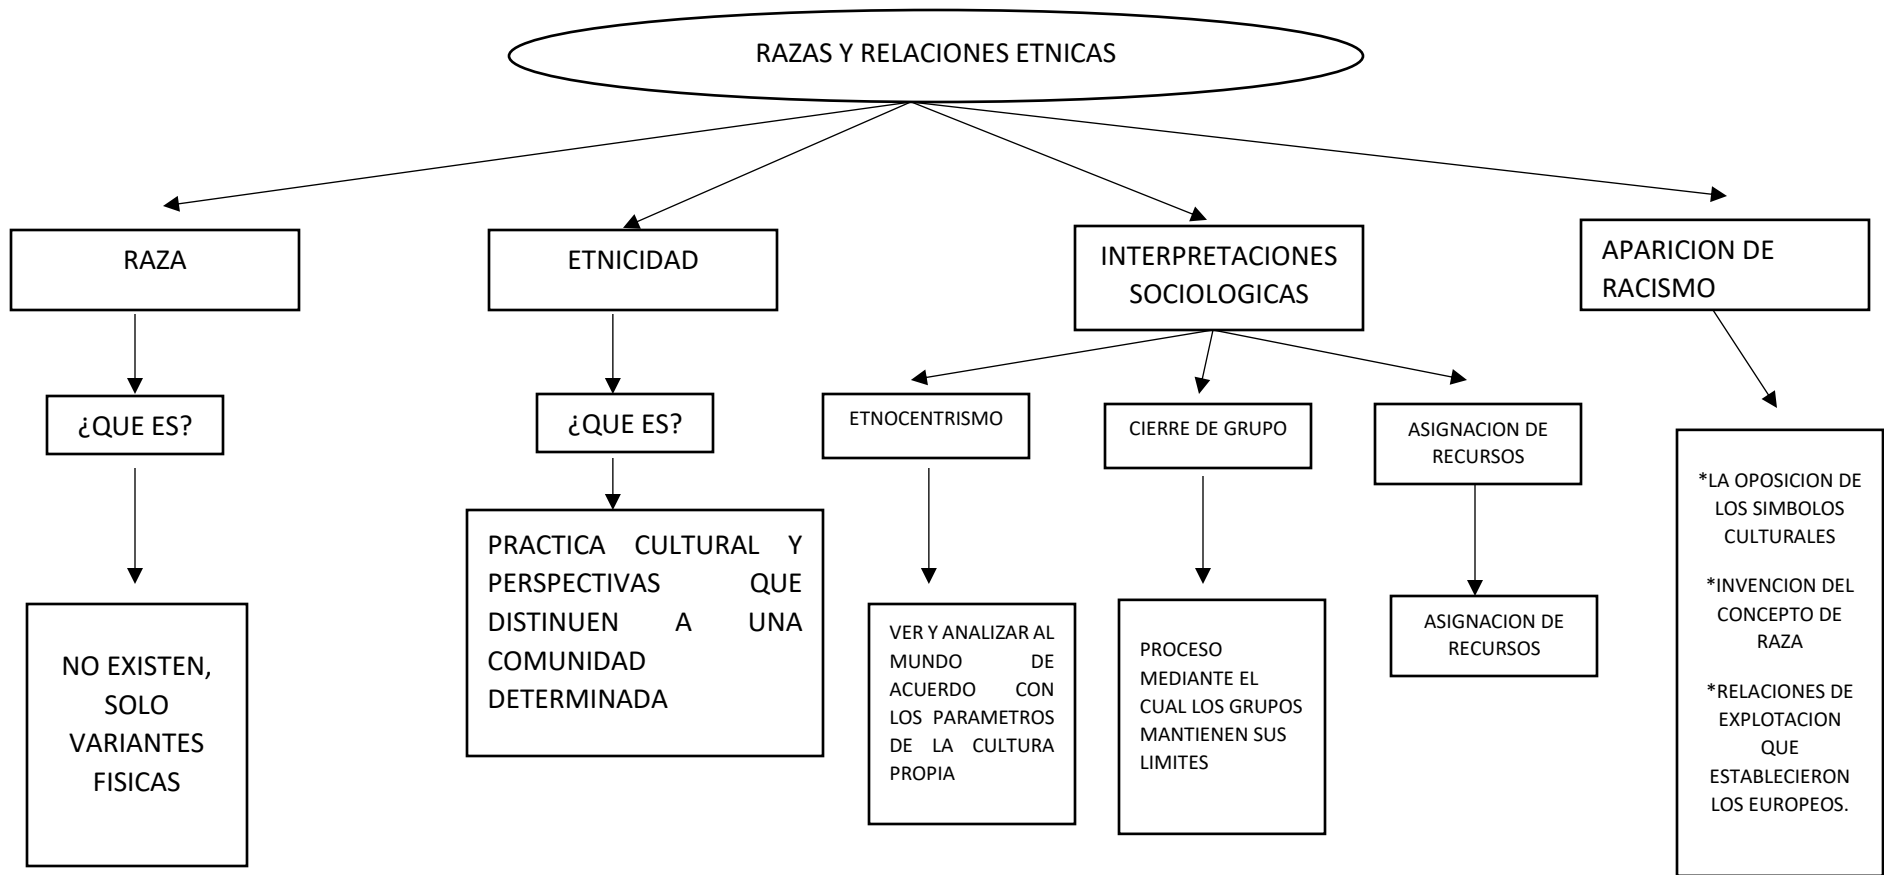 RAZAS Y RELACIONES ETNICAS
RAZA
ETNICIDAD
INTERPRETACIONES
SOCIOLOGICAS
APARICION DE
RACISMO
¿QUE ES?
¿QUE ES?
ETNOCENTRISMO
CIERRE DE GRUPO
ASIGNACION DE
RECURSOS
NO EXISTEN,
SOLO
VARIANTES
FISICAS
PRACTICA CULTURAL Y
PERSPECTIVAS QUE
DISTINUEN A UNA
COMUNIDAD
DETERMINADA
VER Y ANALIZAR AL
MUNDO DE
ACUERDO CON
LOS PARAMETROS
DE LA CULTURA
PROPIA
PROCESO
MEDIANTE EL
CUAL LOS GRUPOS
MANTIENEN SUS
LIMITES
ASIGNACION DE
RECURSOS
*LA OPOSICION DE
LOS SIMBOLOS
CULTURALES
*INVENCION DEL
CONCEPTO DE
RAZA
*RELACIONES DE
EXPLOTACION
QUE
ESTABLECIERON
LOS EUROPEOS.